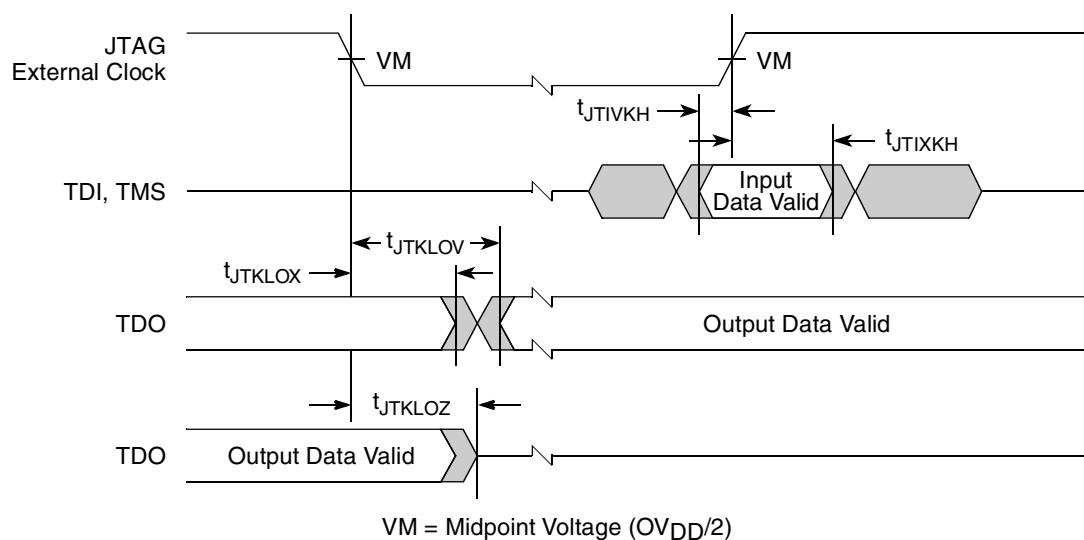 JTAG
External Clock
VM
VM
tJTIVKH
tJTIXKH
TDI, TMS
Input
Data Valid
tJTKLOV
tJTKLOX
TDO
Output Data Valid
tJTKLOZ
TDO
Output Data Valid
VM = Midpoint Voltage (OVDD/2)